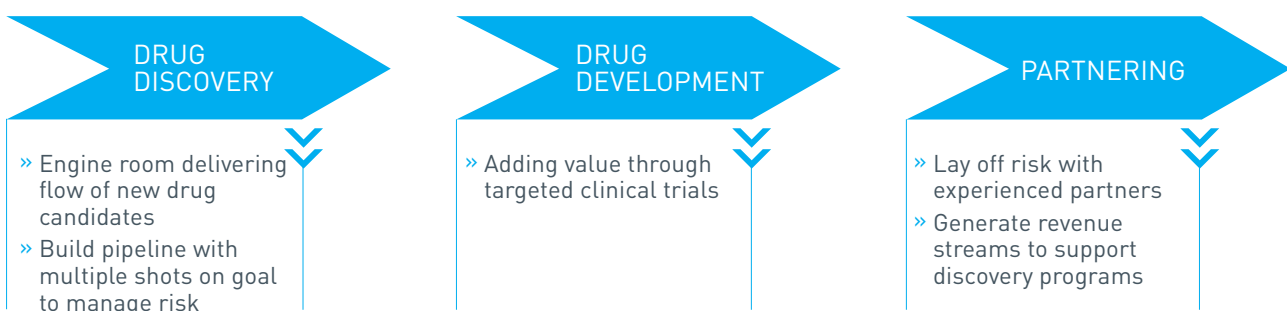 DRUG
DISCOVERY
» Engine room delivering
flow of new drug
candidates
» Build pipeline with
multiple shots on goal
to manage risk
DRUG
DEVELOPMENT
» Adding value through
targeted clinical trials
PARTNERING
» Lay off risk with
experienced partners
» Generate revenue
streams to support
discovery programs